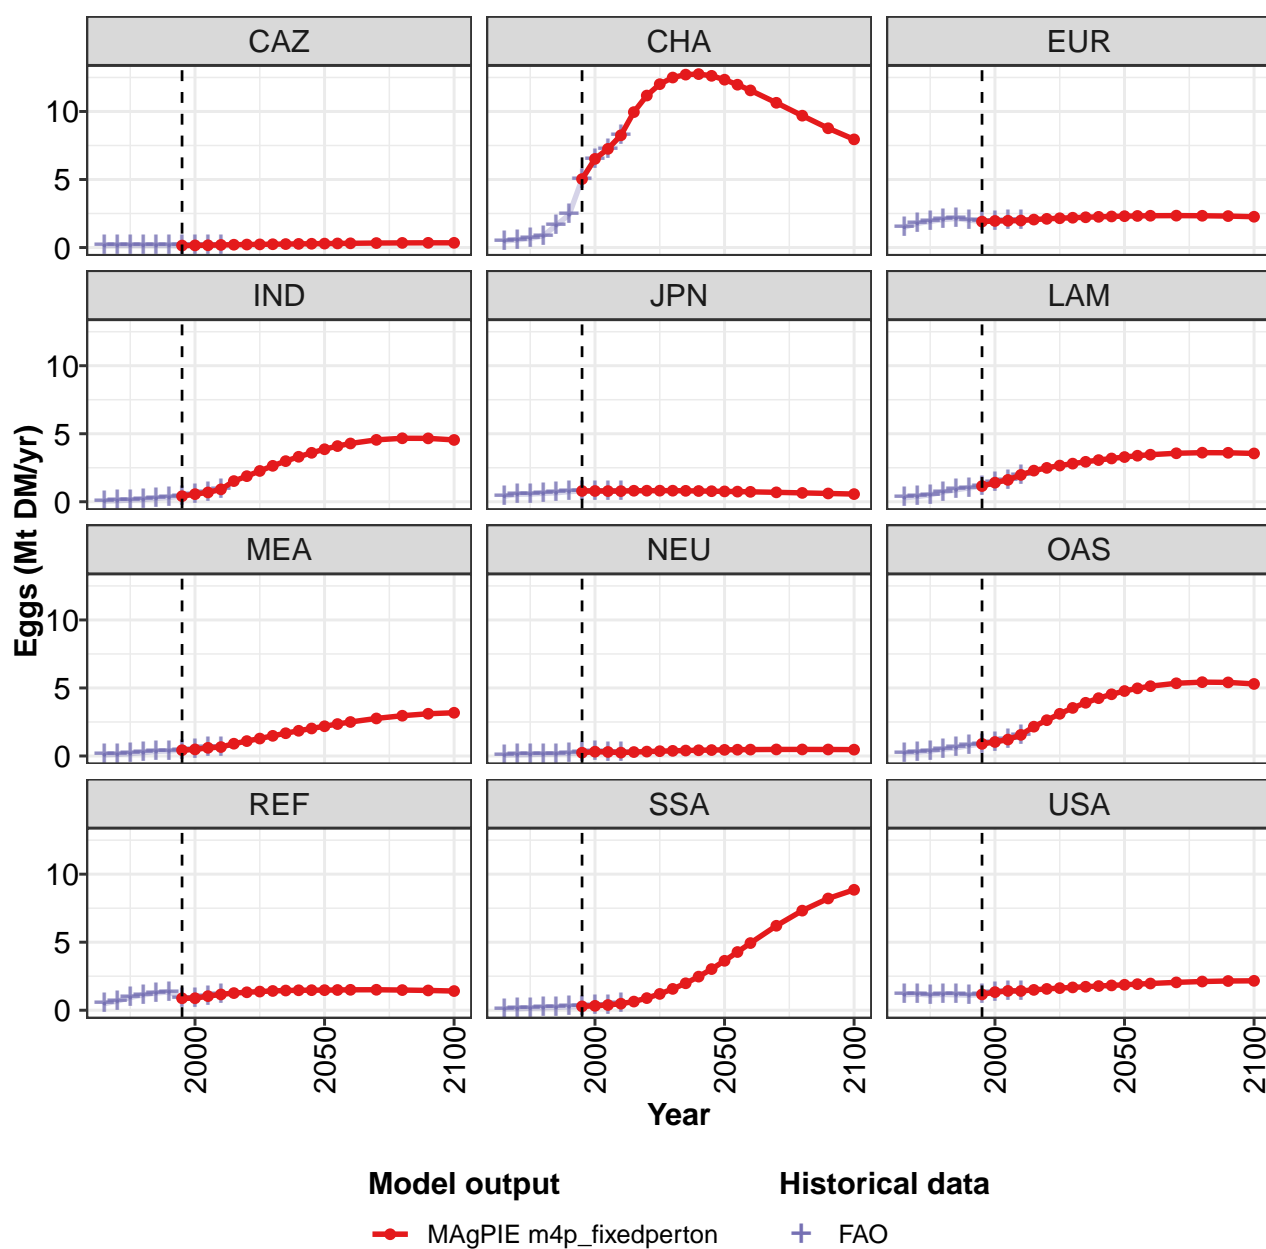 CAZ CHA EUR
10
5
0
IND JPN LAM
10
5
0
MEA NEU OAS
10
5
0
REF SSA USA
10
5
0
Eggs (Mt DM/yr)
2000 2050 2100 2000 2050 2100 2000 2050 2100
Year
Model output Historical data
MAgPIE m4p_fixedperton FAO